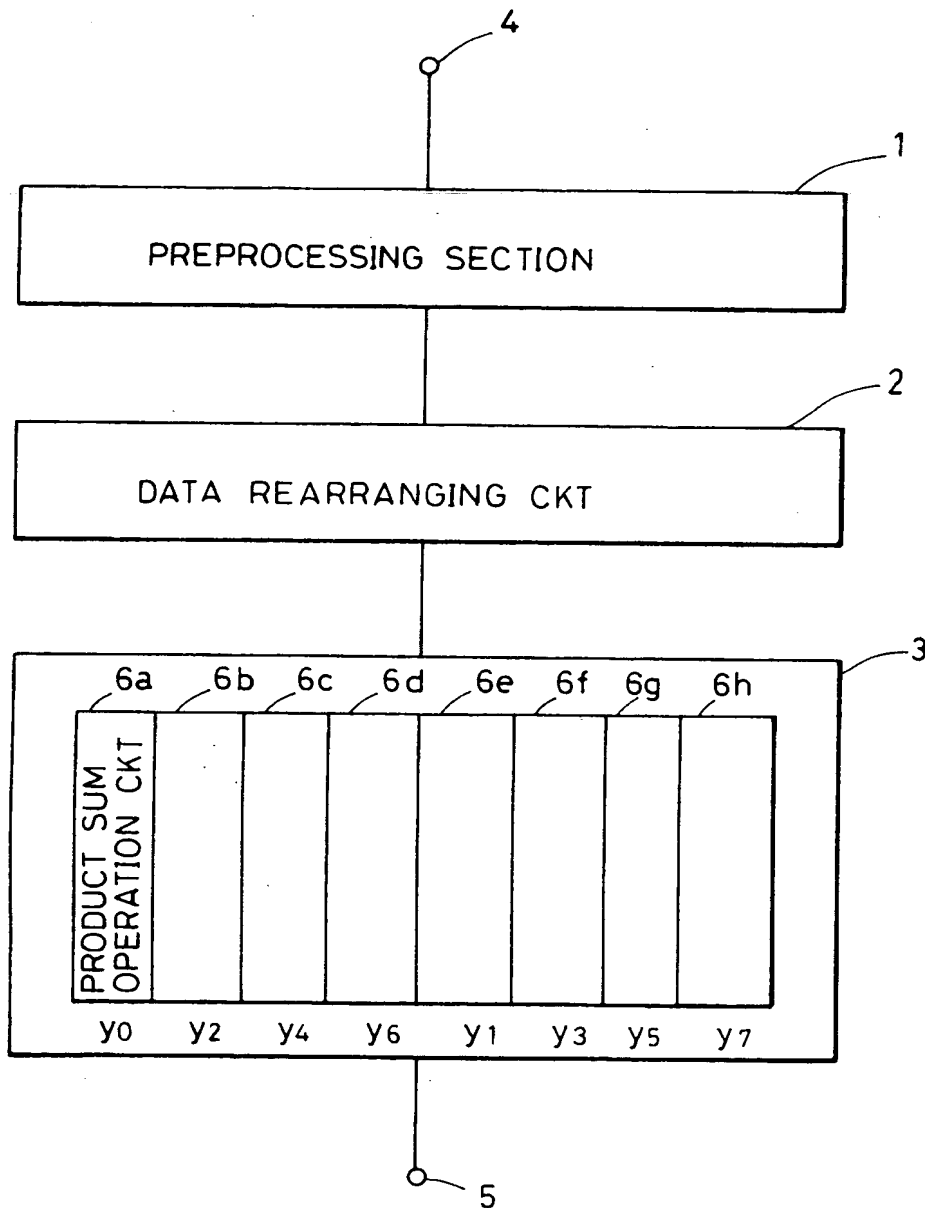 4
1
PREPROCESSING SECTION
2
DATA REARRANGING CKT
3
6a 6b 6c 6d 6e 6f 6g 6h
PRODUCT SUM
OPERATION CKT
y0 y2 y4 y6 y1 y3 y5 y7
5